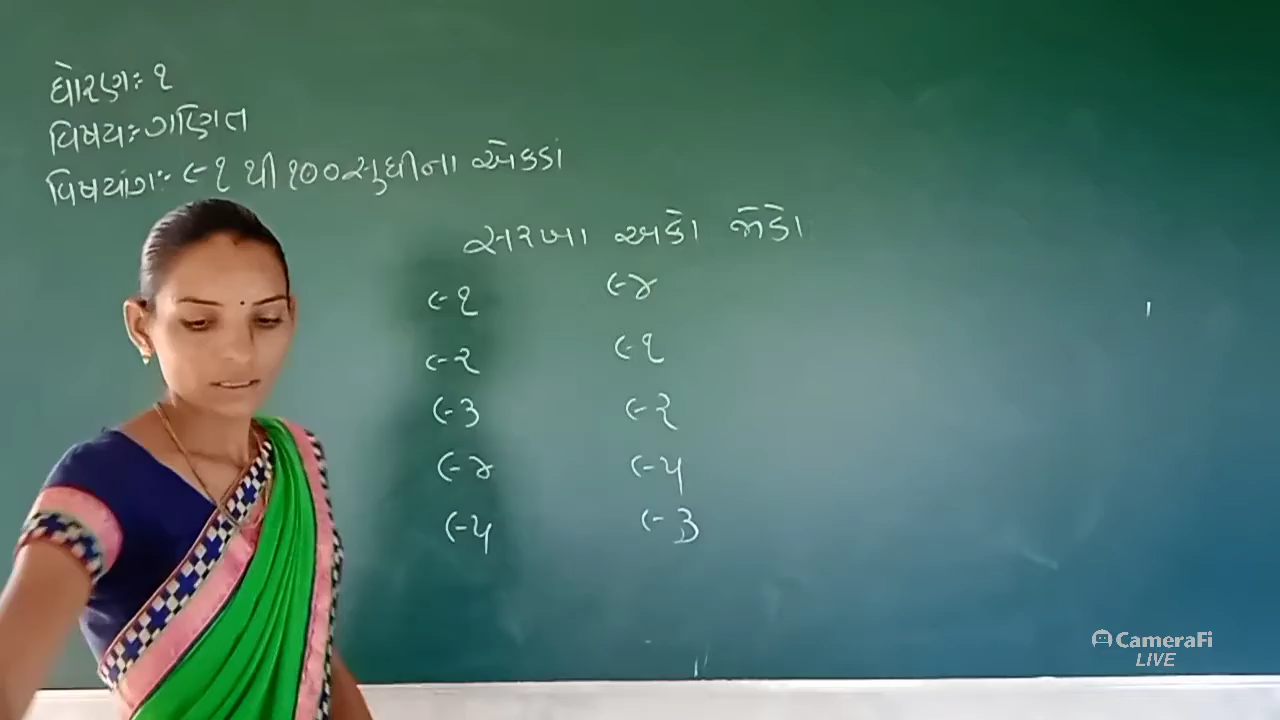 ધોરણઃ ૧
વિષયઃ ગણિત
વિષયાંગઃ ૯૧ થી ૧૦૦ સુધીના એકડાં
સરખા અંકો જોડો
૯૧ ૯૪
૯૨ ૯૧
૯૩ ૯૨
૯૪ ૯૫
૯૫ ૯૩
CameraFi
LIVE